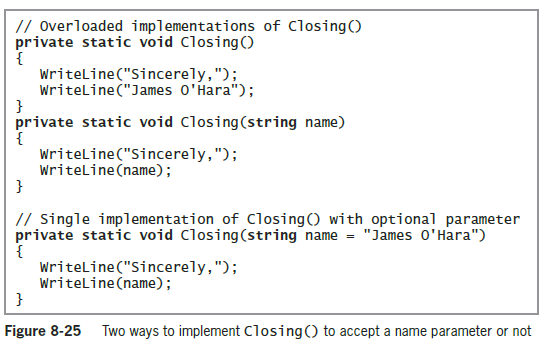 // Overloaded implementations of Closing()
private static void Closing()
{
WriteLine("Sincerely,");
WriteLine("James O'Hara");
}
private static void Closing(string name)
{
WriteLine("Sincerely,");
WriteLine(name);
}
// Single implementation of Closing() with optional parameter
private static void Closing(string name = "James O'Hara")
{
WriteLine("Sincerely,");
WriteLine(name);
}
Figure 8-25 Two ways to implement Closing() to accept a name parameter or not